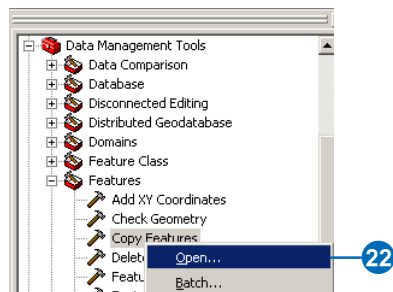 Data Management Tools
Data Comparison
Database
Disconnected Editing
Distributed Geodatabase
Domains
Feature Class
Features
Add XY Coordinates
Check Geometry
Copy Features
Open... 22
Batch...